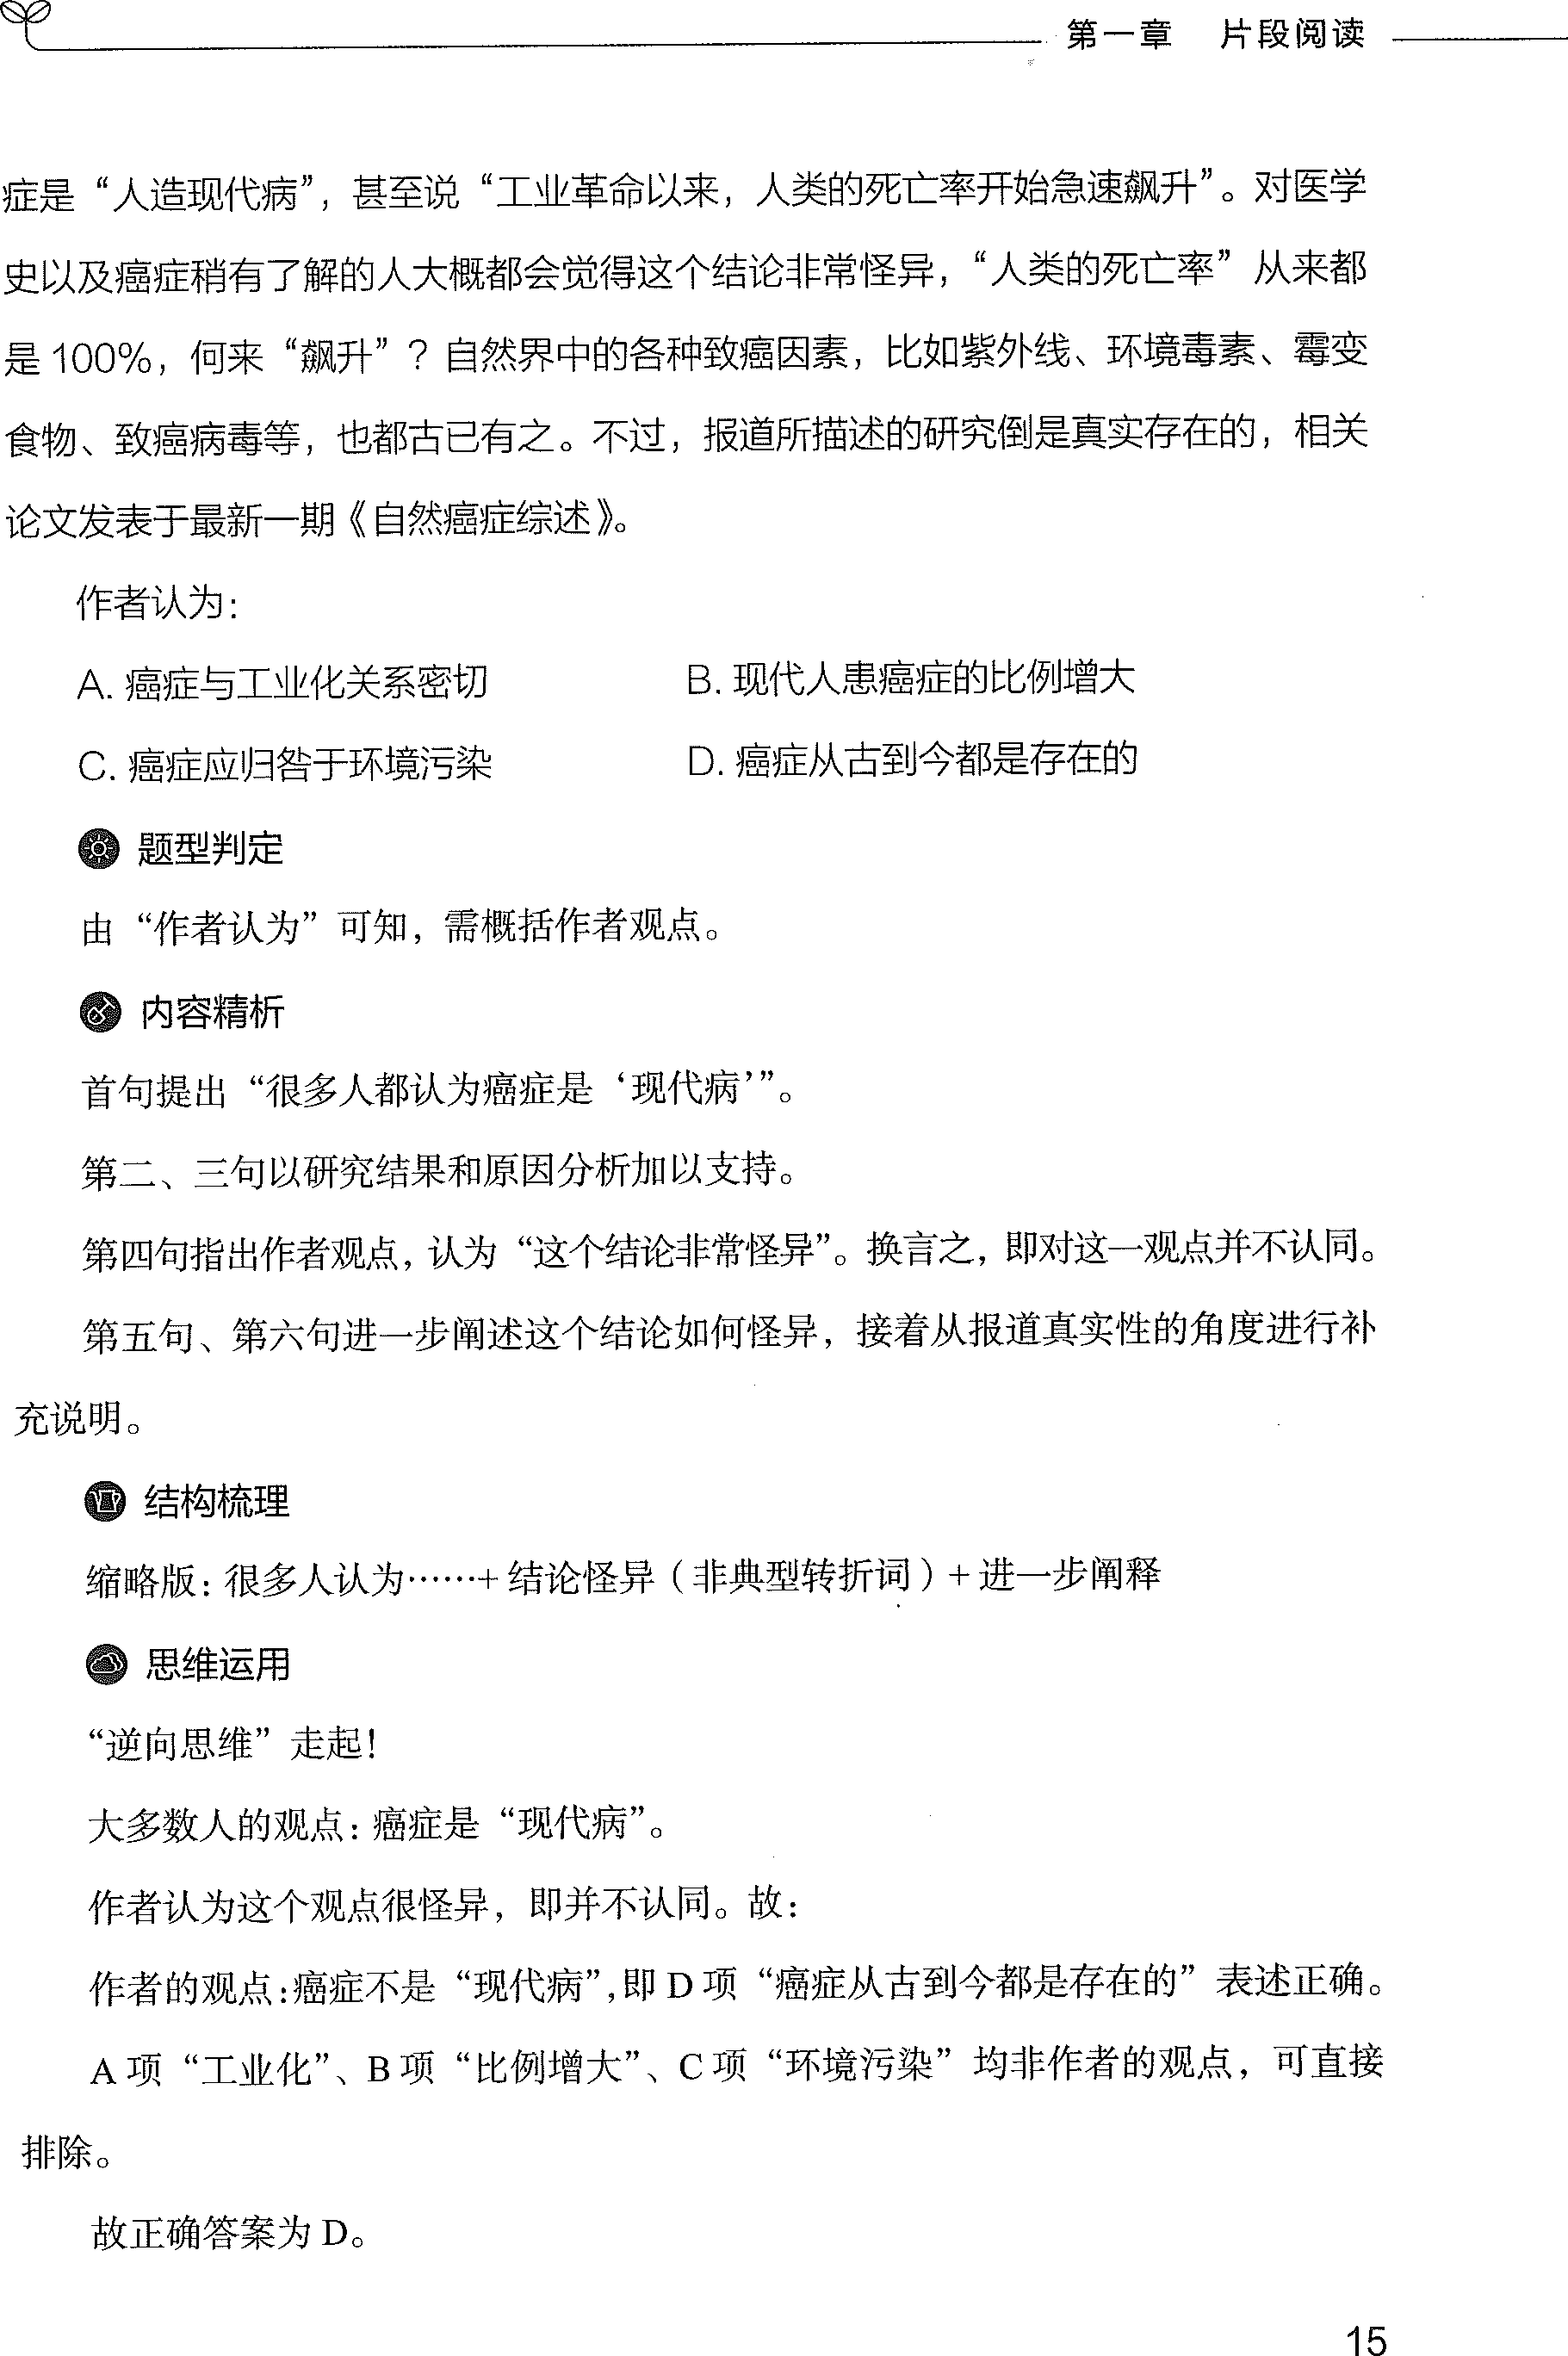 第一章 片段阅读
症是“人造现代病”，甚至说“工业革命以来，人类的死亡率开始急速飙升”。对医学
史以及癌症稍有了解的人大概都会觉得这个结论非常怪异，“人类的死亡率”从来都
是100%，何来“飙升”？自然界中的各种致癌因素，比如紫外线、环境毒素、霉变
食物、致癌病毒等，也都古已有之。不过，报道所描述的研究倒是真实存在的，相关
论文发表于最新一期《自然癌症综述》。
作者认为：
A. 癌症与工业化关系密切 B. 现代人患癌症的比例增大
C. 癌症应归咎于环境污染 D. 癌症从古到今都是存在的
题型判定
由“作者认为”可知，需概括作者观点。
内容精析
首句提出“很多人都认为癌症是‘现代病’”。
第二、三句以研究结果和原因分析加以支持。
第四句指出作者观点，认为“这个结论非常怪异”。换言之，即对这一观点并不认同。
第五句、第六句进一步阐述这个结论如何怪异，接着从报道真实性的角度进行补
充说明。
结构梳理
缩略版：很多人认为……+结论怪异（非典型转折词）+进一步阐释
思维运用
“逆向思维”走起！
大多数人的观点：癌症是“现代病”。
作者认为这个观点很怪异，即并不认同。故：
作者的观点：癌症不是“现代病”，即D项“癌症从古到今都是存在的”表述正确。
A项“工业化”、B项“比例增大”、C项“环境污染”均非作者的观点，可直接
排除。
故正确答案为D。
15